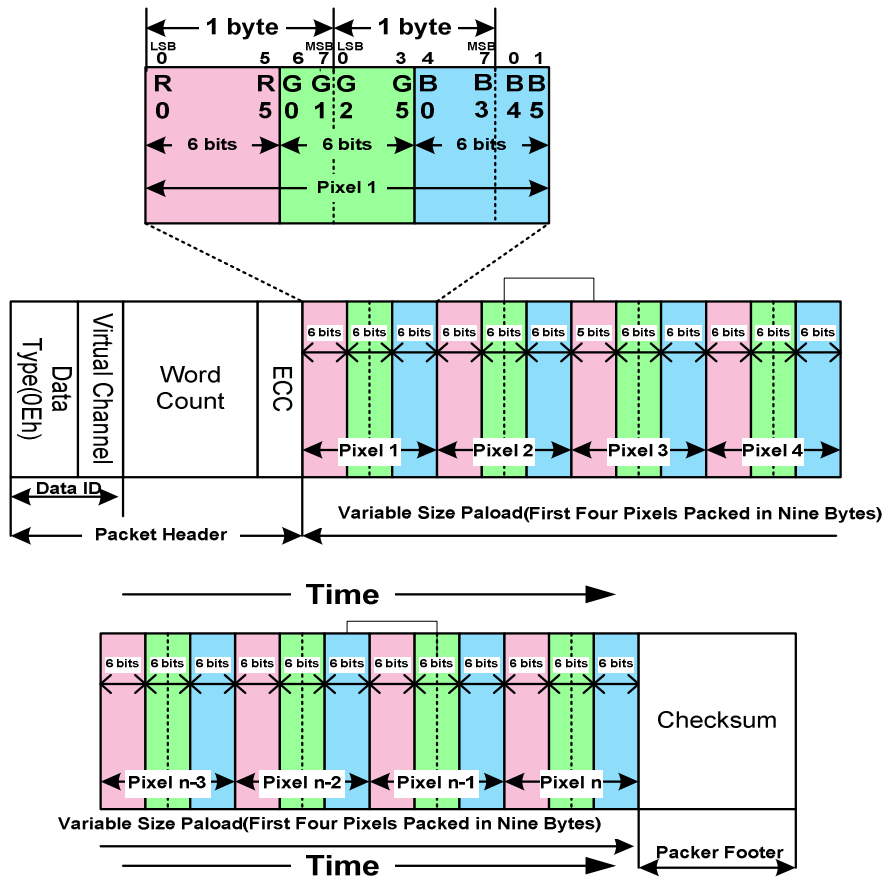 1 byte 1 byte
LSB MSB LSB MSB
0 5 6 7 0 3 4 7 0 1
R R G G G G B B B B
0 5 0 1 2 5 0 3 4 5
6 bits 6 bits 6 bits
Pixel 1
Data Type(0Eh)
Virtual Channel
Word Count
ECC
6 bits 6 bits 6 bits 6 bits 6 bits 6 bits 5 bits 6 bits 6 bits 6 bits 6 bits 6 bits
Pixel 1 Pixel 2 Pixel 3 Pixel 4
Data ID
Variable Size Paload(First Four Pixels Packed in Nine Bytes)
Packet Header
Time
6 bits 6 bits 6 bits 6 bits 6 bits 6 bits 6 bits 6 bits 6 bits 6 bits 6 bits 6 bits
Checksum
Pixel n-3 Pixel n-2 Pixel n-1 Pixel n
Variable Size Paload(First Four Pixels Packed in Nine Bytes)
Packer Footer
Time